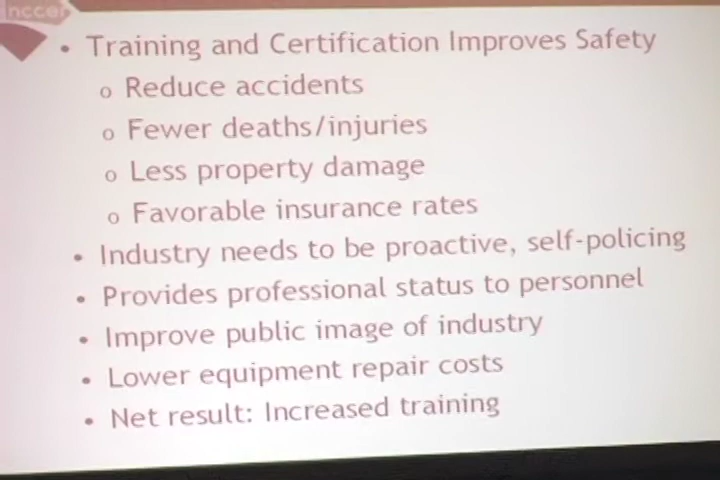 nccer
• Training and Certification Improves Safety
o Reduce accidents
o Fewer deaths/injuries
o Less property damage
o Favorable insurance rates
• Industry needs to be proactive, self-policing
• Provides professional status to personnel
• Improve public image of industry
• Lower equipment repair costs
• Net result: Increased training